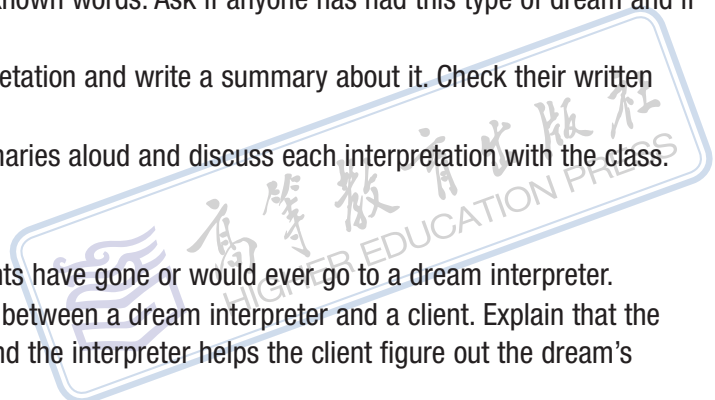 known words. Ask if anyone has had this type of dream and if
etation and write a summary about it. Check their written
naries aloud and discuss each interpretation with the class.
高等教育出版社
HIGHER EDUCATION PRESS
nts have gone or would ever go to a dream interpreter.
between a dream interpreter and a client. Explain that the
nd the interpreter helps the client figure out the dream's